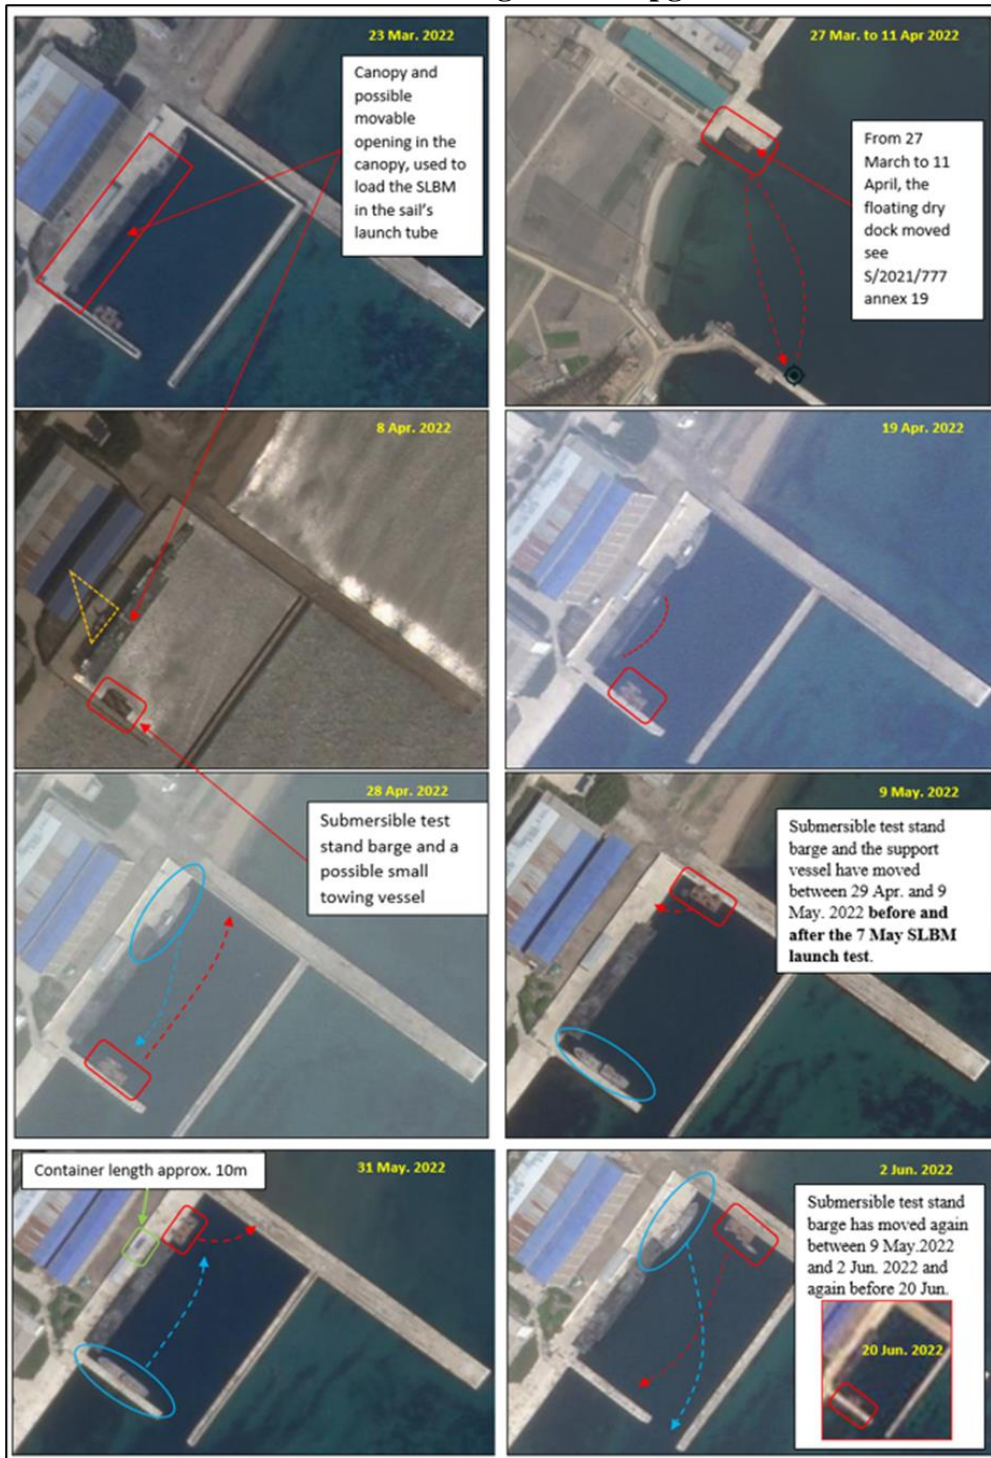 23 Mar. 2022
Canopy and
possible
movable
opening in the
canopy, used to
load the SLBM
in the sail's
launch tube
27 Mar. to 11 Apr 2022
From 27
March to 11
April, the
floating dry
dock moved
see
S/2021/777
annex 19
8 Apr. 2022
19 Apr. 2022
28 Apr. 2022
Submersible test
stand barge and a
possible small
towing vessel
9 May. 2022
Submersible test stand
barge and the support
vessel have moved
between 29 Apr. and 9
May. 2022 before and
after the 7 May SLBM
launch test.
Container length approx. 10m
31 May. 2022
2 Jun. 2022
Submersible test stand
barge has moved again
between 9 May.2022
and 2 Jun. 2022 and
again before 20 Jun.
20 Jun. 2022